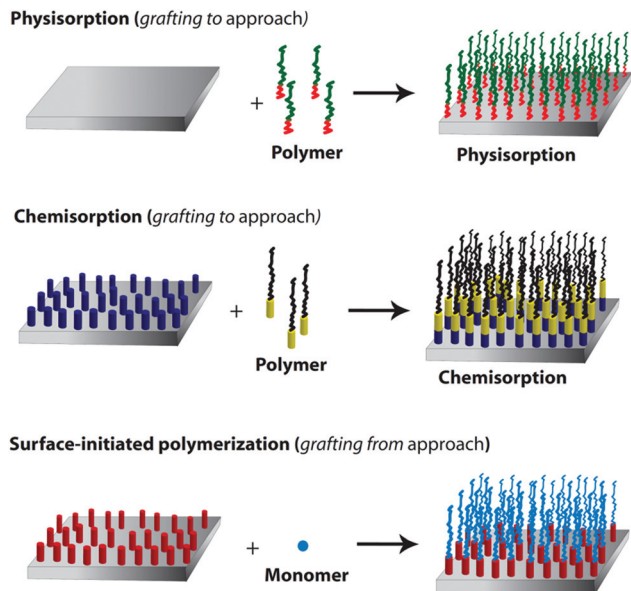 Physisorption (grafting to approach)
+
Polymer
Physisorption
Chemisorption (grafting to approach)
+
Polymer
Chemisorption
Surface-initiated polymerization (grafting from approach)
+
Monomer